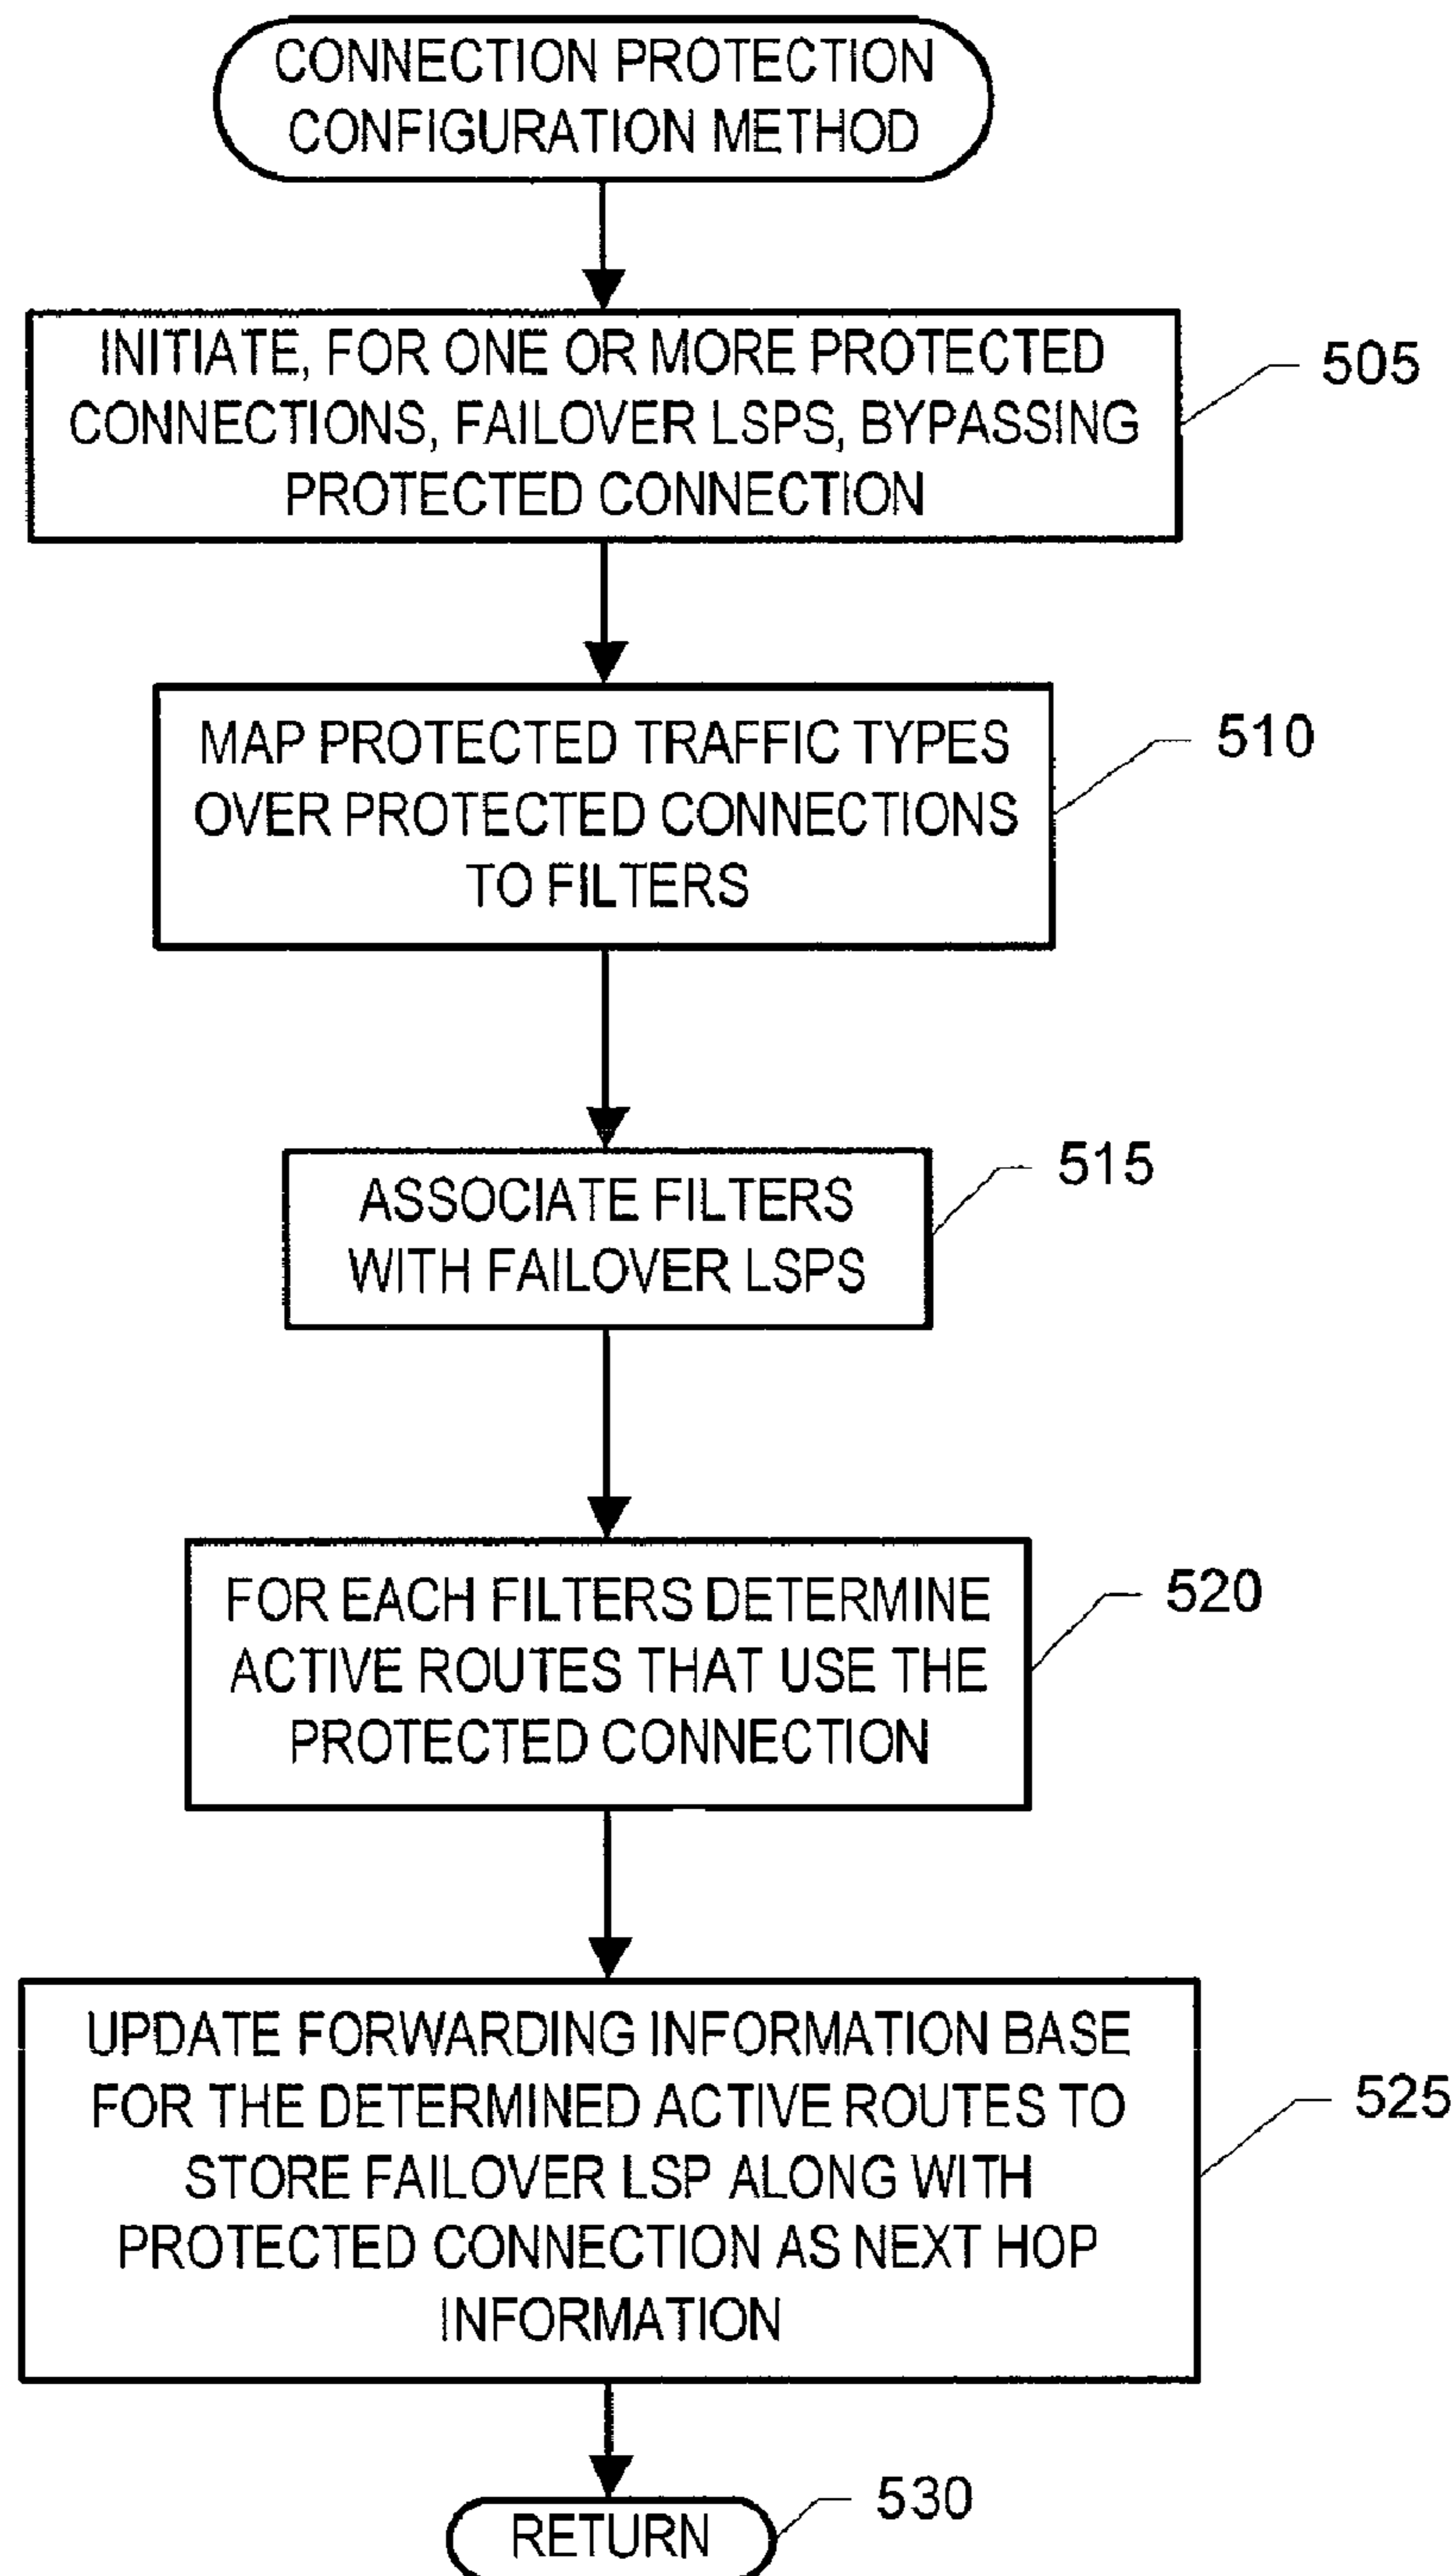 CONNECTION PROTECTION
CONFIGURATION METHOD
INITIATE, FOR ONE OR MORE PROTECTED
CONNECTIONS, FAILOVER LSPS, BYPASSING
PROTECTED CONNECTION
505
MAP PROTECTED TRAFFIC TYPES
OVER PROTECTED CONNECTIONS
TO FILTERS
510
ASSOCIATE FILTERS
WITH FAILOVER LSPS
515
FOR EACH FILTERS DETERMINE
ACTIVE ROUTES THAT USE THE
PROTECTED CONNECTION
520
UPDATE FORWARDING INFORMATION BASE
FOR THE DETERMINED ACTIVE ROUTES TO
STORE FAILOVER LSP ALONG WITH
PROTECTED CONNECTION AS NEXT HOP
INFORMATION
525
RETURN
530